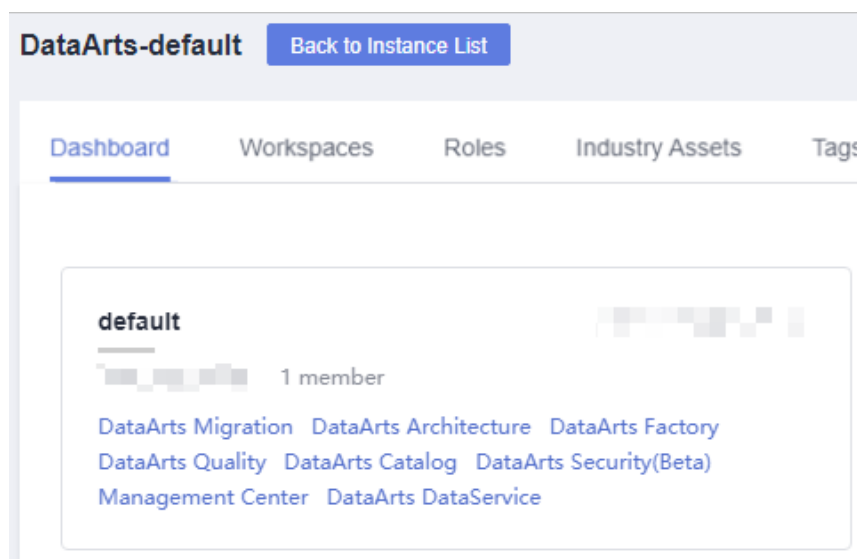 DataArts-default Back to Instance List
Dashboard Workspaces Roles Industry Assets Tags
default
1 member
DataArts Migration DataArts Architecture DataArts Factory
DataArts Quality DataArts Catalog DataArts Security(Beta)
Management Center DataArts DataService